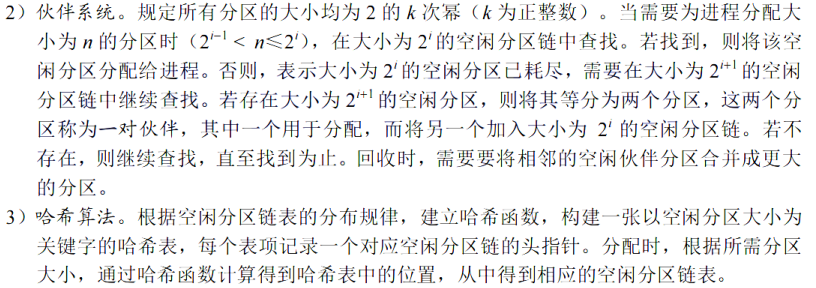 2）伙伴系统。规定所有分区的大小均为 2 的 k 次幂（k 为正整数）。当需要为进程分配大
小为 n 的分区时（2^{i-1} < n≤2^i），在大小为 2^i 的空闲分区链中查找。若找到，则将该空
闲分区分配给进程。否则，表示大小为 2^i 的空闲分区已耗尽，需要在大小为 2^{i+1} 的空闲
分区链中继续查找。若存在大小为 2^{i+1} 的空闲分区，则将其等分为两个分区，这两个分
区称为一对伙伴，其中一个用于分配，而将另一个加入大小为 2^i 的空闲分区链。若不
存在，则继续查找，直至找到为止。回收时，需要要将相邻的空闲伙伴分区合并成更大
的分区。
3）哈希算法。根据空闲分区链表的分布规律，建立哈希函数，构建一张以空闲分区大小为
关键字的哈希表，每个表项记录一个对应空闲分区链的头指针。分配时，根据所需分区
大小，通过哈希函数计算得到哈希表中的位置，从中得到相应的空闲分区链表。